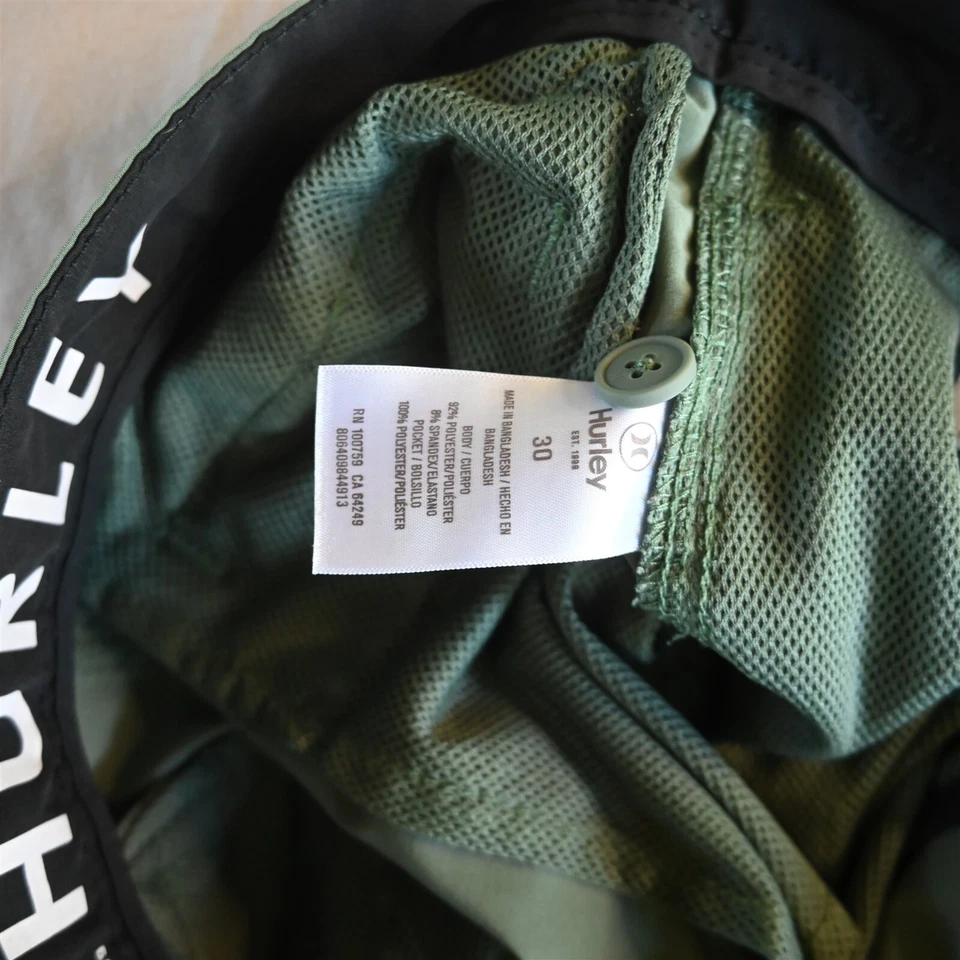 HURLEY
Hurley
EST. 1999
30
MADE IN BANGLADESH / HECHO EN
BANGLADESH
BODY / CUERPO
92% POLYESTER/POLIÉSTER
8% SPANDEX/ELASTANO
POCKET / BOLSILLO
100% POLYESTER/POLIÉSTER
RN 100759 CA 64249
806409844913